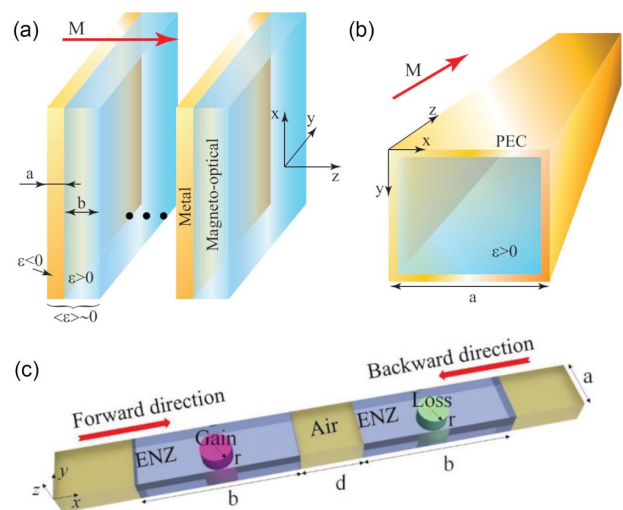 (a)
M
a
b
ε<0
ε>0
<ε>~0
Metal
Magneto-optical
x
y
z
(b)
M
z
x
y
PEC
ε>0
a
(c)
Forward direction
Backward direction
Gain
r
ENZ
Air
ENZ
Loss
r
a
b
d
b
z
y
x